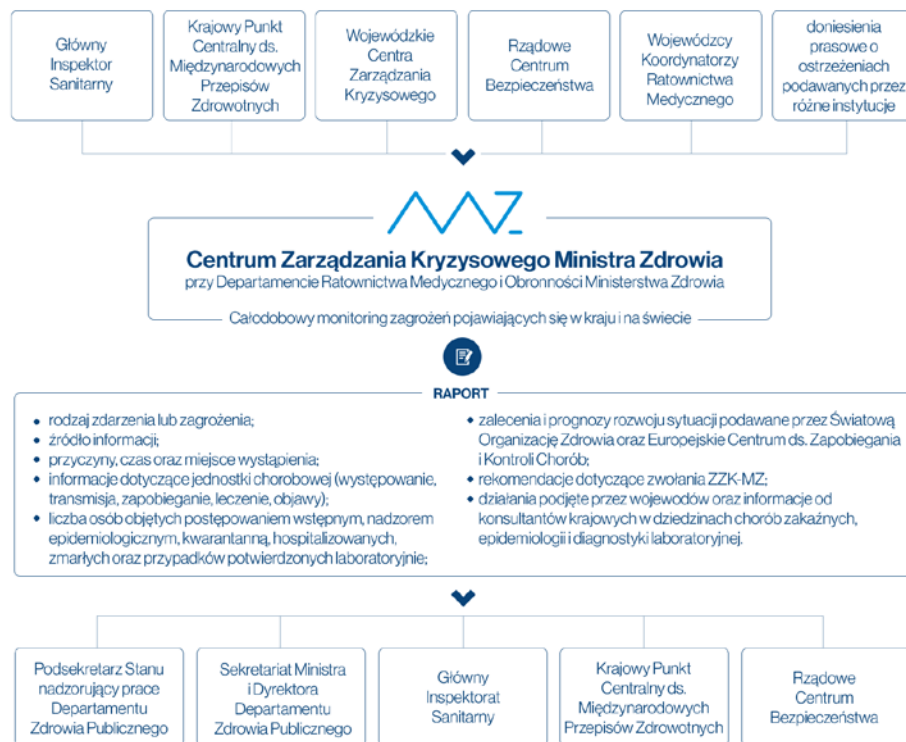 Główny
Inspektor
Sanitarny
Krajowy Punkt
Centralny ds.
Międzynarodowych
Przepisów
Zdrowotnych
Wojewódzkie
Centra
Zarządzania
Kryzysowego
Rządowe
Centrum
Bezpieczeństwa
Wojewódzcy
Koordynatorzy
Ratownictwa
Medycznego
doniesienia
prasowe o
ostrzeżeniach
podawanych przez
różne instytucje
MZ
Centrum Zarządzania Kryzysowego Ministra Zdrowia
przy Departamencie Ratownictwa Medycznego i Obronności Ministerstwa Zdrowia
Całodobowy monitoring zagrożeń pojawiających się w kraju i na świecie
RAPORT
• rodzaj zdarzenia lub zagrożenia;
• źródło informacji;
• przyczyny, czas oraz miejsce wystąpienia;
• informacje dotyczące jednostki chorobowej (występowanie,
transmisja, zapobieganie, leczenie, objawy);
• liczba osób objętych postępowaniem wstępnym, nadzorem
epidemiologicznym, kwarantanną, hospitalizowanych,
zmarłych oraz przypadków potwierdzonych laboratoryjnie;
• zalecenia i prognozy rozwoju sytuacji podawane przez Światową
Organizację Zdrowia oraz Europejskie Centrum ds. Zapobiegania
i Kontroli Chorób;
• rekomendacje dotyczące zwołania ZZK-MZ;
• działania podjęte przez wojewodów oraz informacje od
konsultantów krajowych w dziedzinach chorób zakaźnych,
epidemiologii i diagnostyki laboratoryjnej.
Podsekretarz Stanu
nadzorujący prace
Departamentu
Zdrowia Publicznego
Sekretariat Ministra
i Dyrektora
Departamentu
Zdrowia Publicznego
Główny
Inspektorat
Sanitarny
Krajowy Punkt
Centralny ds.
Międzynarodowych
Przepisów Zdrowotnych
Rządowe
Centrum
Bezpieczeństwa